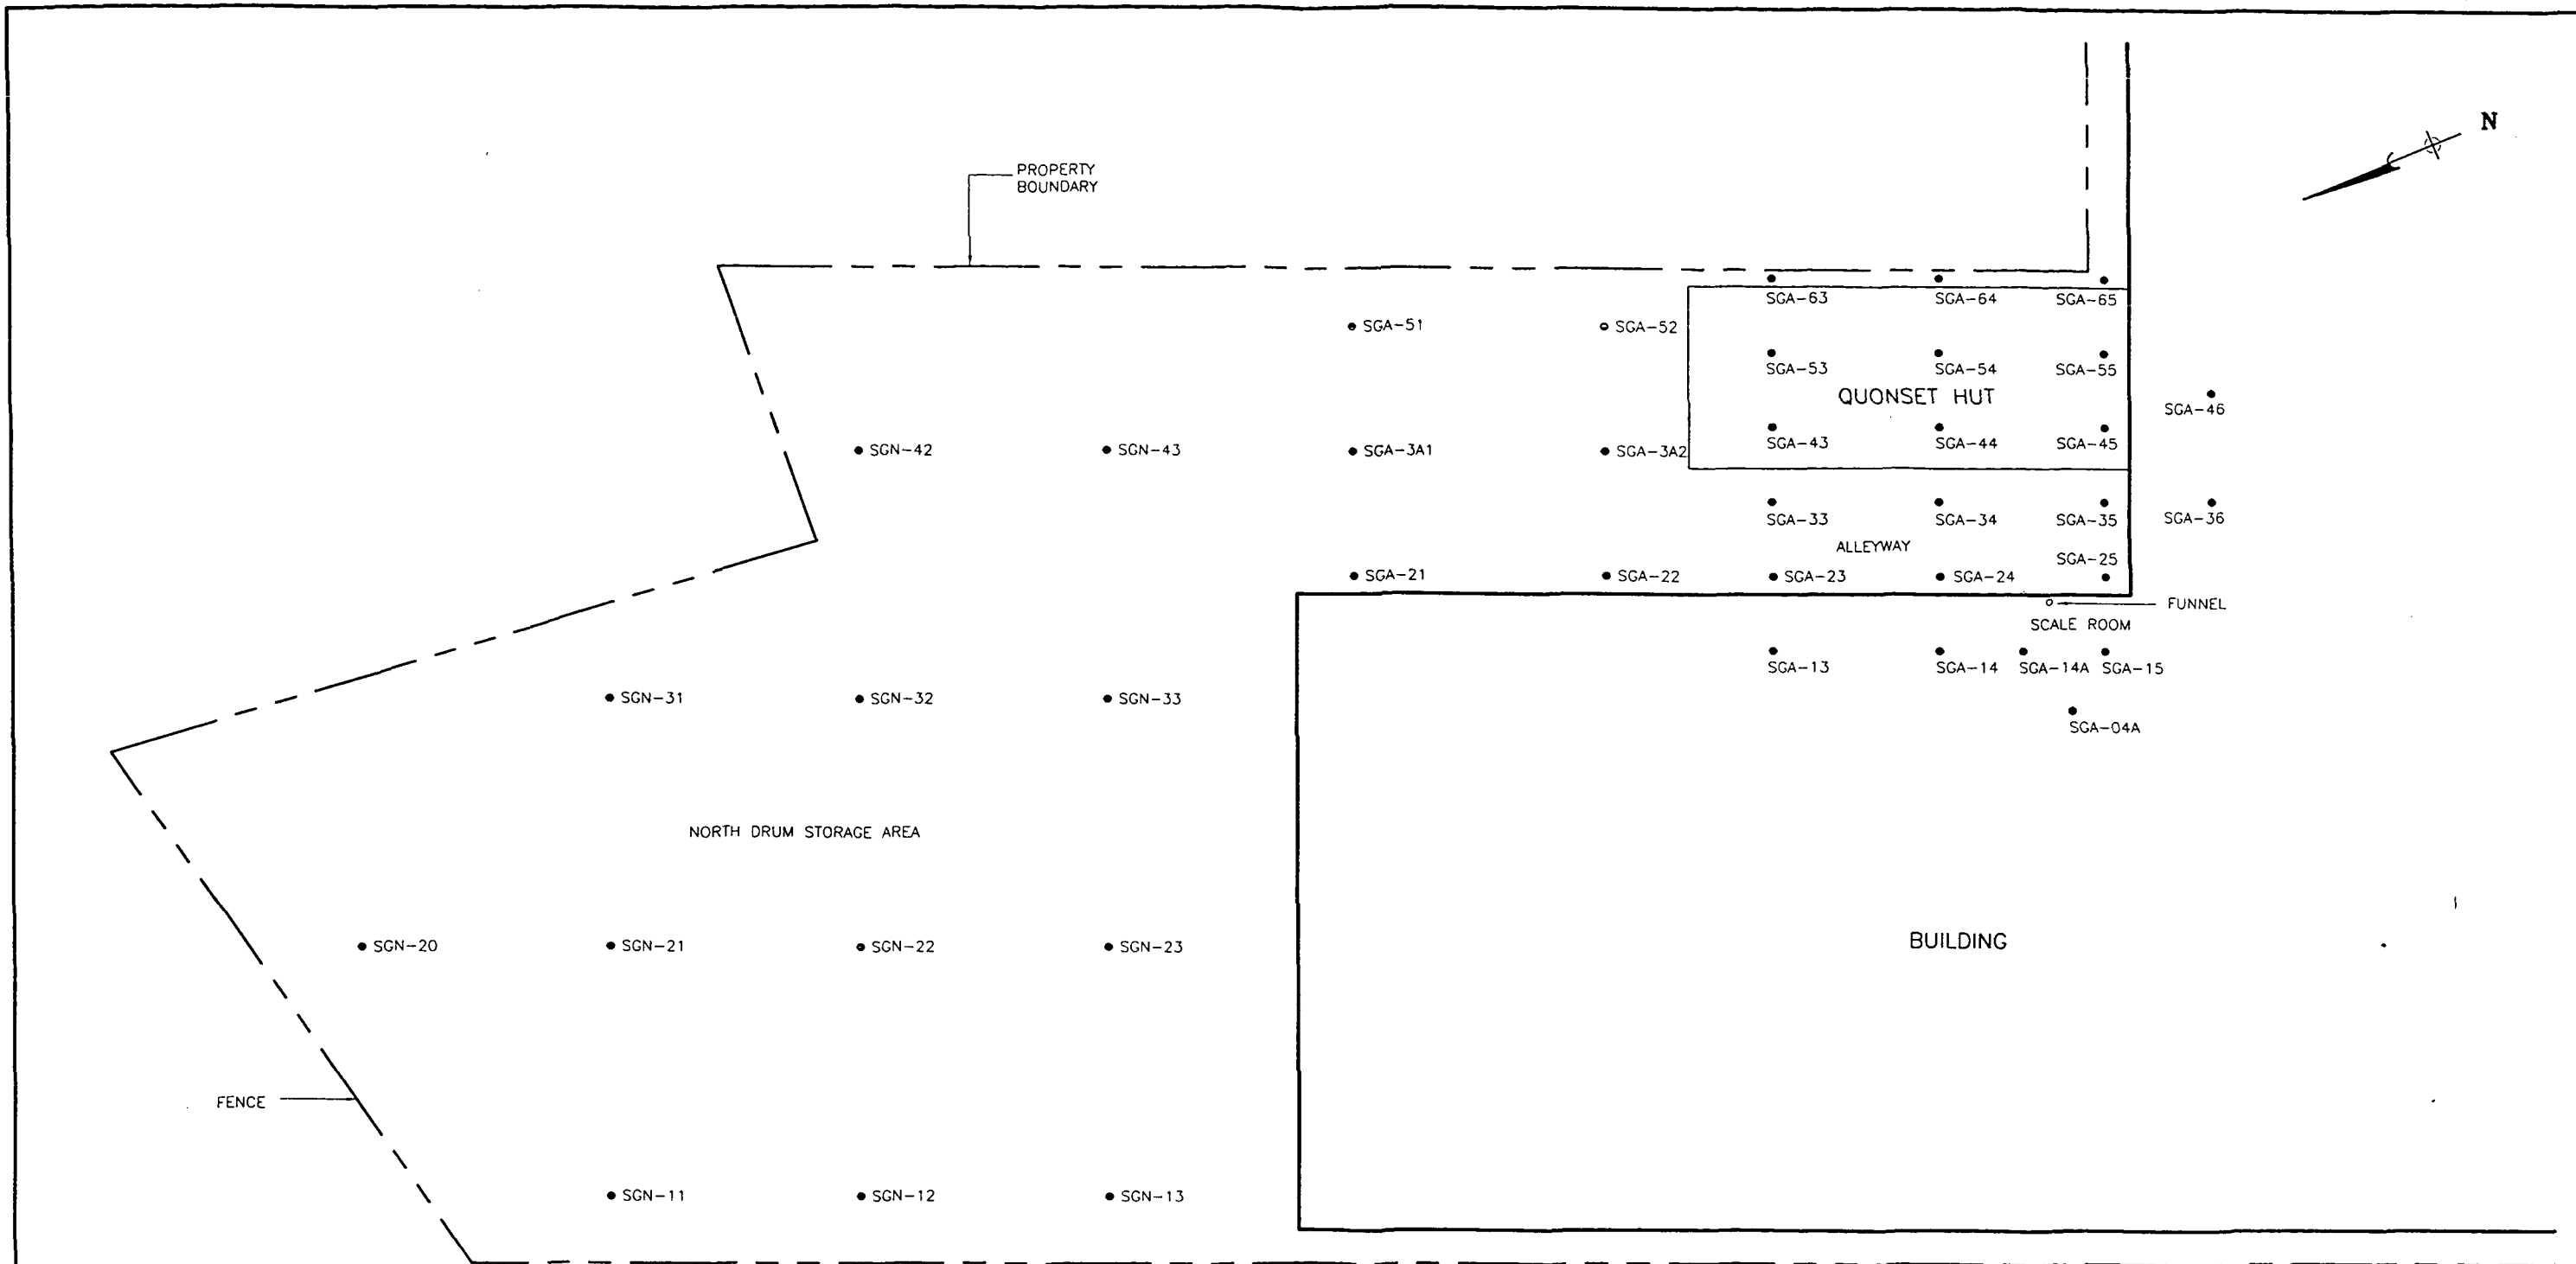 N
PROPERTY
BOUNDARY
SGA-63
SGA-64
SGA-65
SGA-51
SGA-52
SGA-53
SGA-54
SGA-55
QUONSET HUT
SGA-46
SGN-42
SGN-43
SGA-3A1
SGA-3A2
SGA-43
SGA-44
SGA-45
SGA-33
SGA-34
SGA-35
SGA-36
ALLEYWAY
SGA-25
SGA-21
SGA-22
SGA-23
SGA-24
FUNNEL
SCALE ROOM
SGA-13
SGA-14
SGA-14A
SGA-15
SGN-31
SGN-32
SGN-33
SGA-04A
NORTH DRUM STORAGE AREA
SGN-20
SGN-21
SGN-22
SGN-23
BUILDING
FENCE
SGN-11
SGN-12
SGN-13